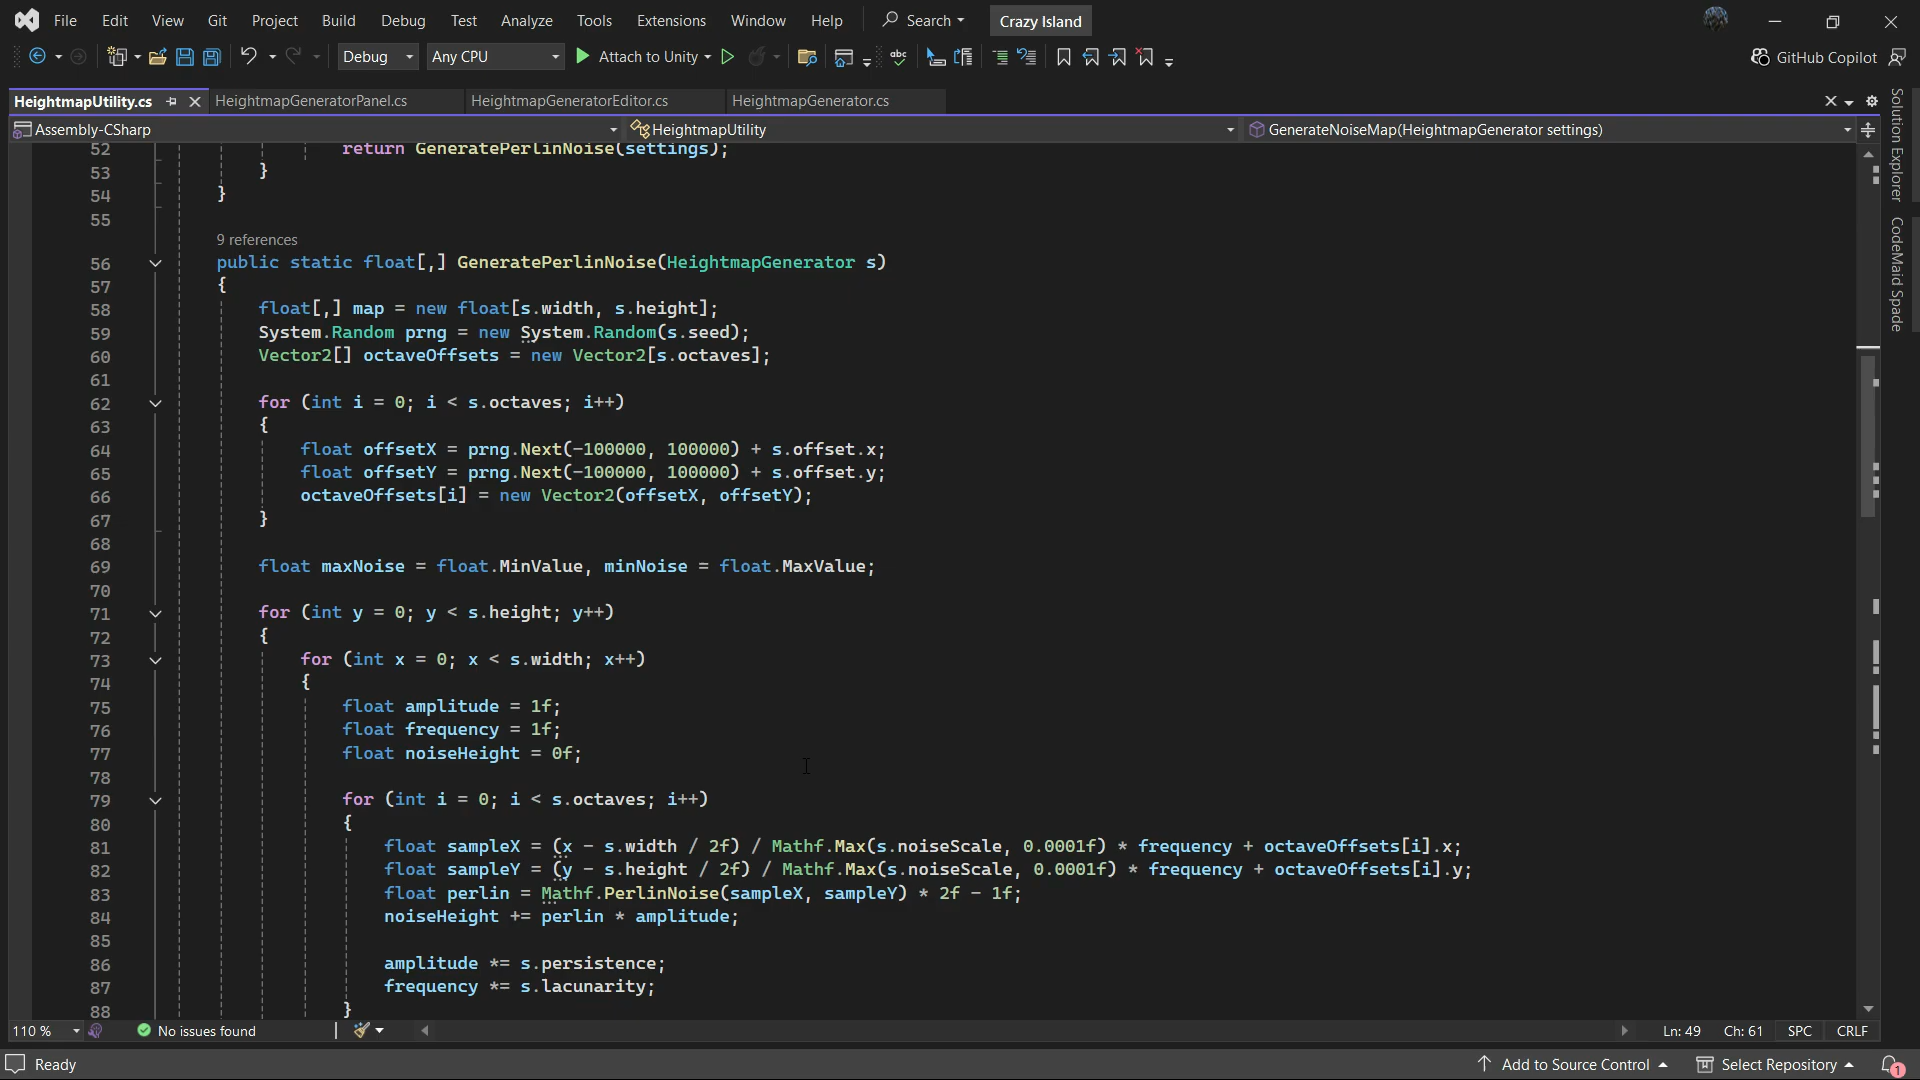 File Edit View Git Project Build Debug Test Analyze Tools Extensions Window Help Search Crazy Island
Debug Any CPU Attach to Unity abc GitHub Copilot
HeightmapUtility.cs HeightmapGeneratorPanel.cs HeightmapGeneratorEditor.cs HeightmapGenerator.cs
Assembly-CSharp HeightmapUtility GenerateNoiseMap(HeightmapGenerator settings)
52 return GeneratePerlinNoise(settings);
53 }
54 }
55
9 references
56 public static float[,] GeneratePerlinNoise(HeightmapGenerator s)
57 {
58 float[,] map = new float[s.width, s.height];
59 System.Random prng = new System.Random(s.seed);
60 Vector2[] octaveOffsets = new Vector2[s.octaves];
61
62 for (int i = 0; i < s.octaves; i++)
63 {
64 float offsetX = prng.Next(-100000, 100000) + s.offset.x;
65 float offsetY = prng.Next(-100000, 100000) + s.offset.y;
66 octaveOffsets[i] = new Vector2(offsetX, offsetY);
67 }
68
69 float maxNoise = float.MinValue, minNoise = float.MaxValue;
70
71 for (int y = 0; y < s.height; y++)
72 {
73 for (int x = 0; x < s.width; x++)
74 {
75 float amplitude = 1f;
76 float frequency = 1f;
77 float noiseHeight = 0f;
78
79 for (int i = 0; i < s.octaves; i++)
80 {
81 float sampleX = (x - s.width / 2f) / Mathf.Max(s.noiseScale, 0.0001f) * frequency + octaveOffsets[i].x;
82 float sampleY = (y - s.height / 2f) / Mathf.Max(s.noiseScale, 0.0001f) * frequency + octaveOffsets[i].y;
83 float perlin = Mathf.PerlinNoise(sampleX, sampleY) * 2f - 1f;
84 noiseHeight += perlin * amplitude;
85
86 amplitude *= s.persistence;
87 frequency *= s.lacunarity;
88 }
Solution Explorer
CodeMaid Spade
110 % No issues found Ln: 49 Ch: 61 SPC CRLF
Ready Add to Source Control Select Repository 1